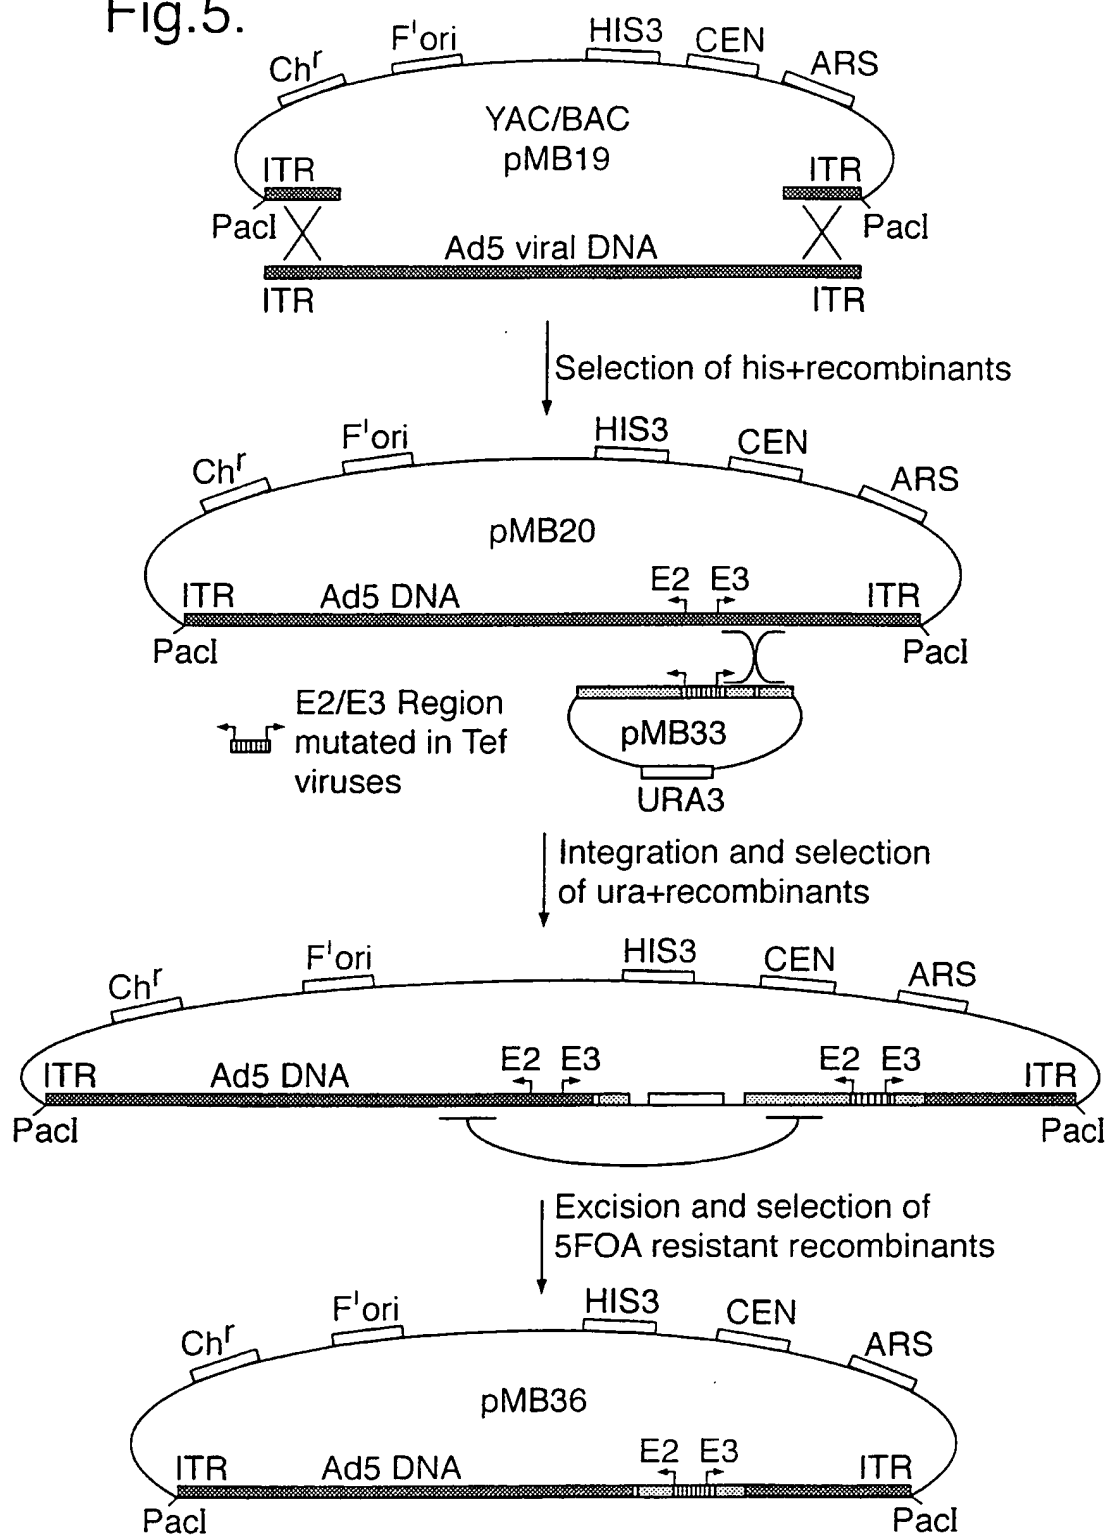 Fig.5.
Chr F'ori HIS3 CEN ARS
YAC/BAC
pMB19
ITR ITR
PacI PacI
Ad5 viral DNA
ITR ITR
Selection of his+recombinants
Chr F'ori HIS3 CEN ARS
pMB20
ITR Ad5 DNA E2 E3 ITR
PacI PacI
E2/E3 Region
mutated in Tef
viruses
pMB33
URA3
Integration and selection
of ura+recombinants
Chr F'ori HIS3 CEN ARS
ITR Ad5 DNA E2 E3 E2 E3 ITR
PacI PacI
Excision and selection of
5FOA resistant recombinants
Chr F'ori HIS3 CEN ARS
pMB36
ITR Ad5 DNA E2 E3 ITR
PacI PacI